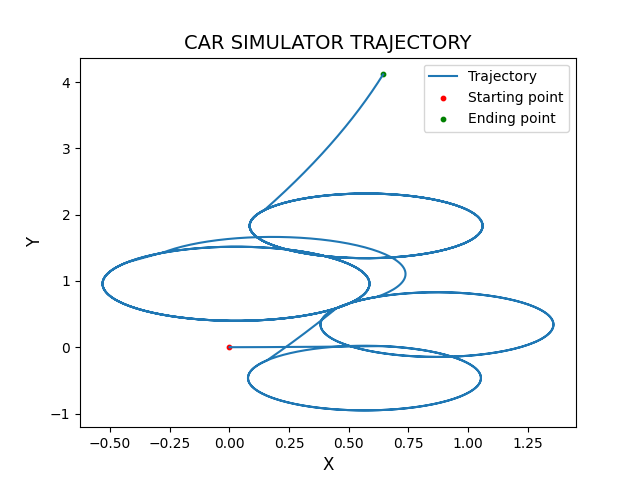 CAR SIMULATOR TRAJECTORY
Trajectory
Starting point
Ending point
4
3
2
1
0
−1
Y
−0.50 −0.25 0.00 0.25 0.50 0.75 1.00 1.25
X